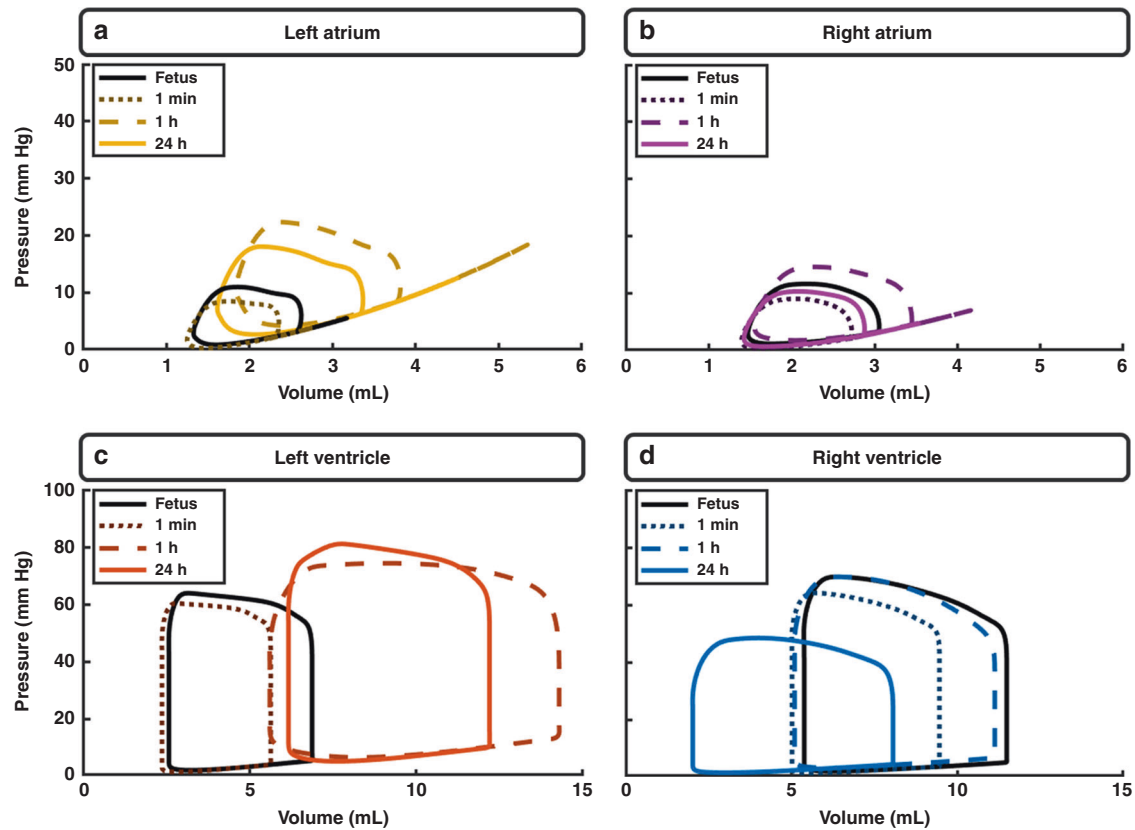 a Left atrium
b Right atrium
Pressure (mm Hg)
50
40
30
20
10
0
Fetus
1 min
1 h
24 h
0 1 2 3 4 5 6
Volume (mL)
Fetus
1 min
1 h
24 h
0 1 2 3 4 5 6
Volume (mL)
c Left ventricle
d Right ventricle
Pressure (mm Hg)
100
80
60
40
20
0
Fetus
1 min
1 h
24 h
0 5 10 15
Volume (mL)
Fetus
1 min
1 h
24 h
0 5 10 15
Volume (mL)